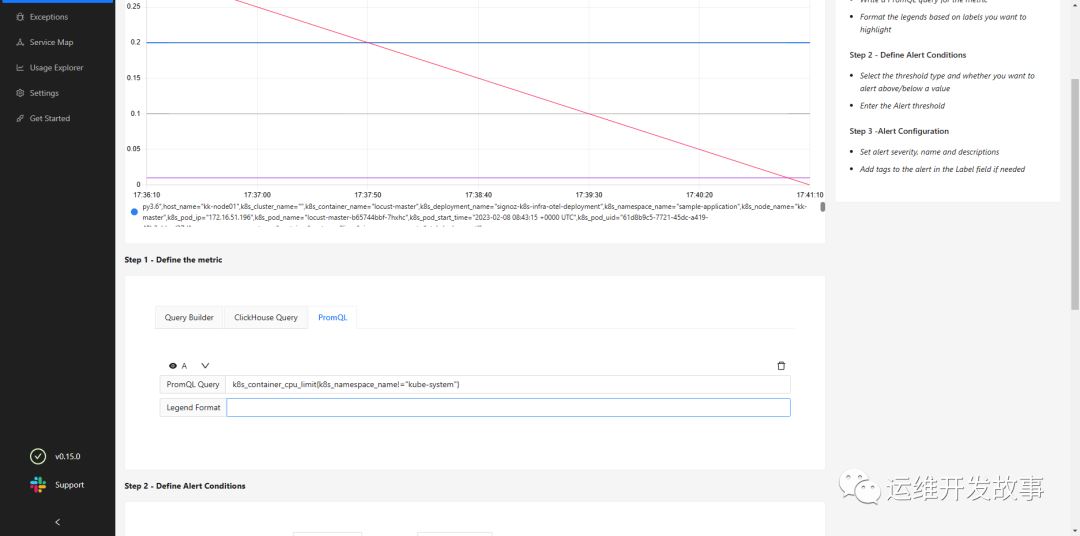 Exceptions
Service Map
Usage Explorer
Settings
Get Started
v0.15.0
Support
0.25
0.2
0.15
0.1
0.05
0
17:36:10 17:37:00 17:37:50 17:38:40 17:39:30 17:40:20 17:41:10
py3.6",host_name="kk-node01",k8s_cluster_name="",k8s_container_name="locust-master",k8s_deployment_name="signoz-k8s-infra-otel-deployment",k8s_namespace_name="sample-application",k8s_node_name="kk-
master",k8s_pod_ip="172.16.51.196",k8s_pod_name="locust-master-b65744bbf-7hxhc",k8s_pod_start_time="2023-02-08 08:43:15 +0000 UTC",k8s_pod_uid="61d8b9c5-7721-45dc-a419-
Step 1 - Define the metric
Query Builder ClickHouse Query PromQL
A
PromQL Query k8s_container_cpu_limit{k8s_namespace_name!="kube-system"}
Legend Format
Step 2 - Define Alert Conditions
Write a PromQL query for the metric
Format the legends based on labels you want to
highlight
Step 2 - Define Alert Conditions
Select the threshold type and whether you want to
alert above/below a value
Enter the Alert threshold
Step 3 -Alert Configuration
Set alert severity, name and descriptions
Add tags to the alert in the Label field if needed
运维开发故事